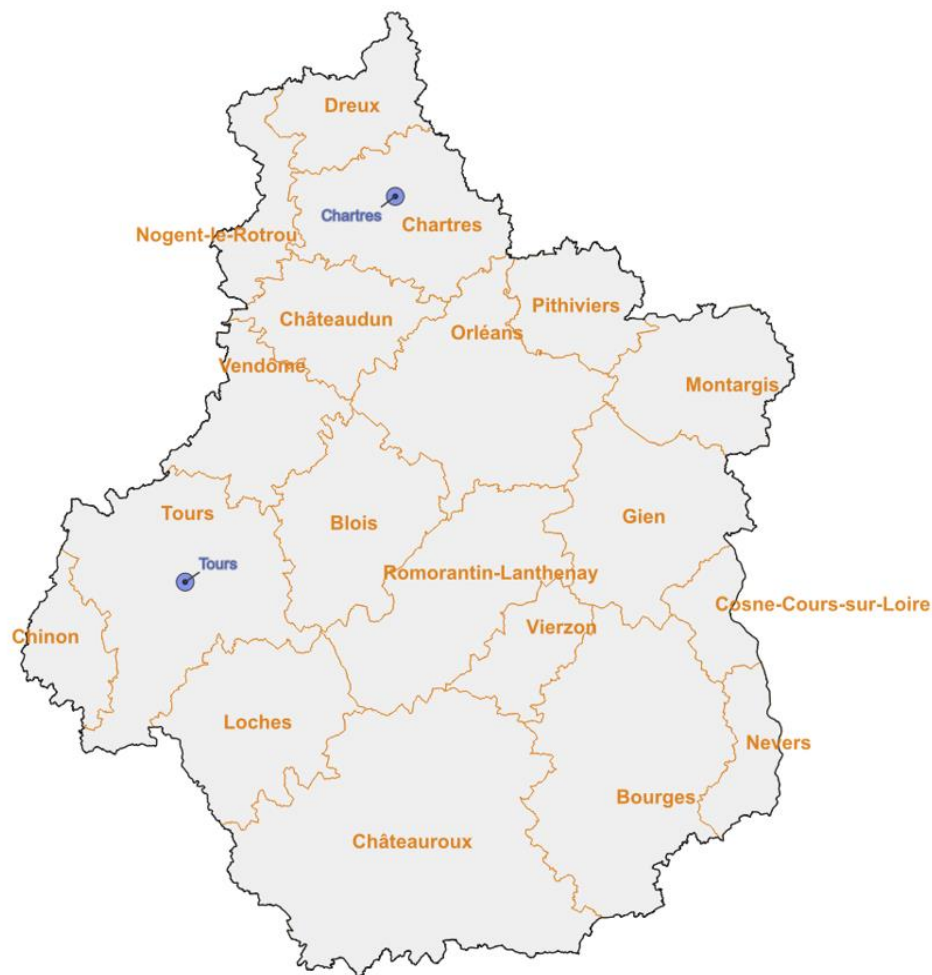 Dreux
Chartres
Chartres
Nogent-le-Rotrou
Pithiviers
Châteaudun
Orléans
Vendôme
Montargis
Tours
Gien
Blois
Tours
Romorantin-Lanthenay
Cosne-Cours-sur-Loire
Vierzon
Chinon
Loches
Nevers
Bourges
Châteauroux